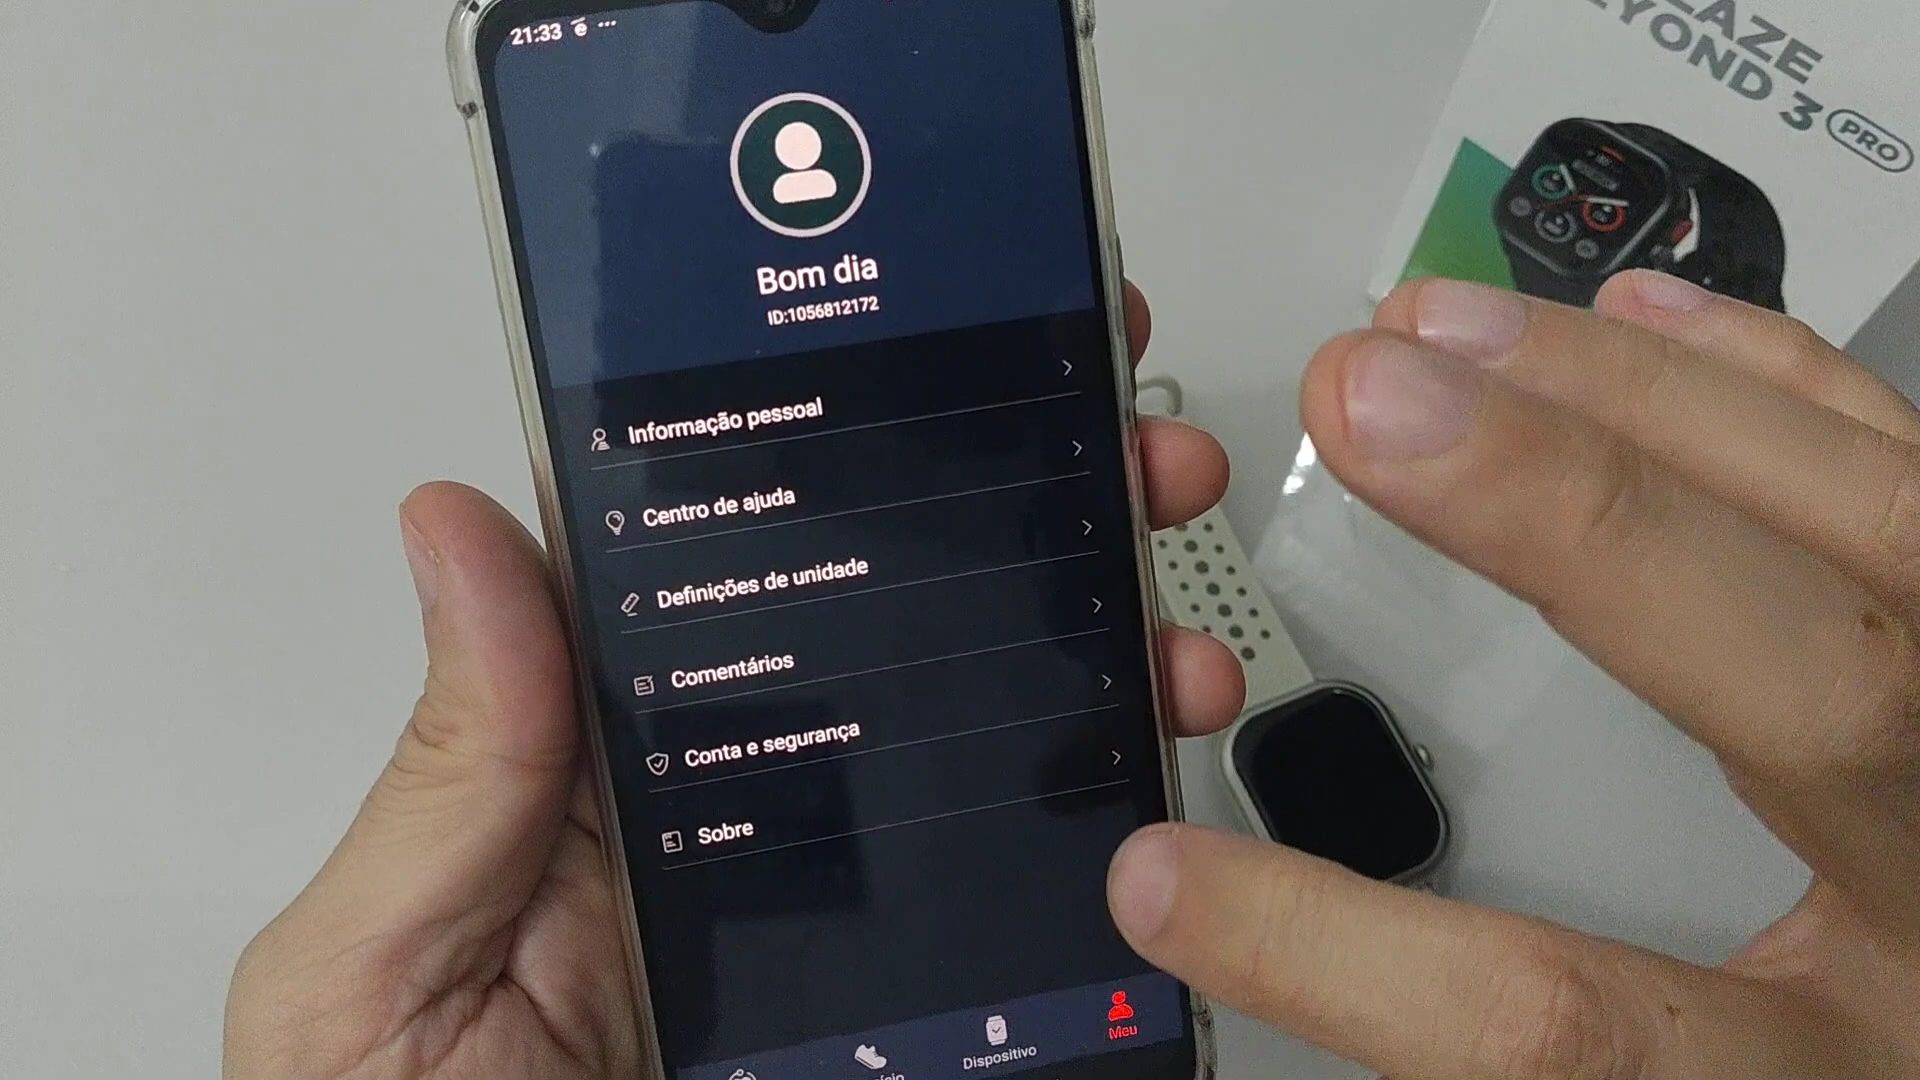 21:33
Bom dia
ID:1056812172
Informação pessoal
Centro de ajuda
Definições de unidade
Comentários
Conta e segurança
Sobre
Dispositivo
Meu
3 PRO